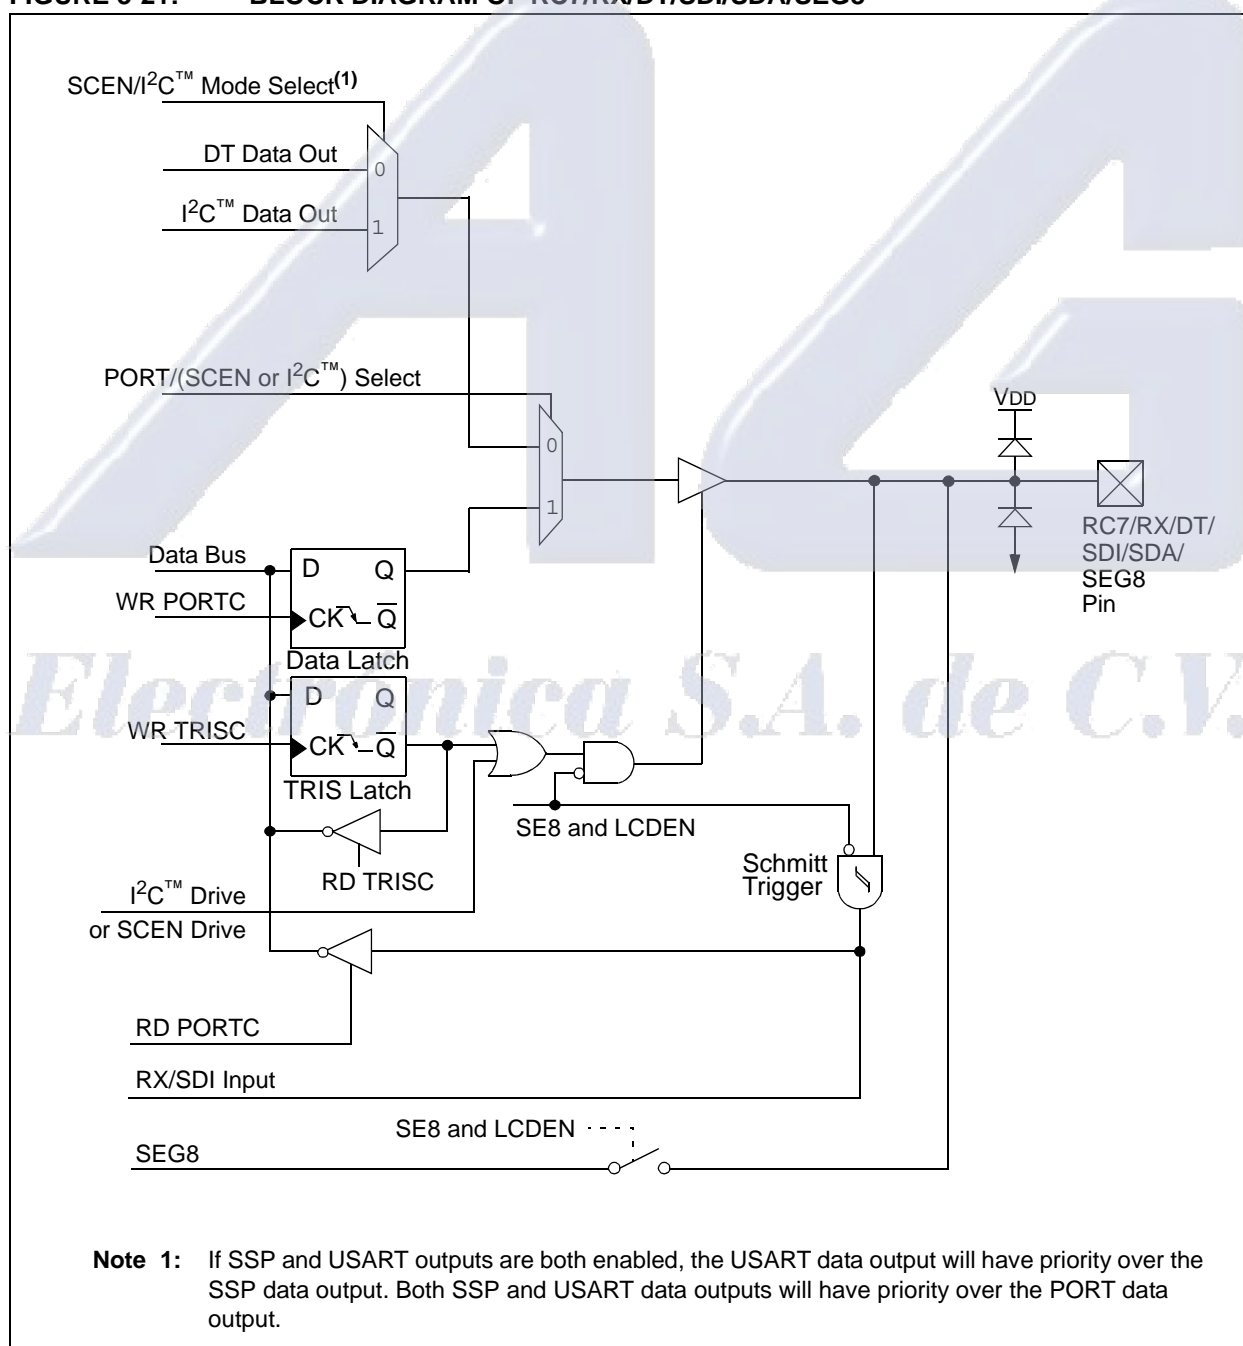 SCEN/I2C™ Mode Select(1)
DT Data Out
0
I2C™ Data Out
1
PORT/(SCEN or I2C™) Select
VDD
0
1
RC7/RX/DT/
SDI/SDA/
SEG8
Pin
Data Bus
D Q
WR PORTC
CK Q
Data Latch
Electrónica S.A. de C.V.
D Q
WR TRISC
CK Q
TRIS Latch
SE8 and LCDEN
Schmitt
Trigger
RD TRISC
I2C™ Drive
or SCEN Drive
RD PORTC
RX/SDI Input
SE8 and LCDEN
SEG8
Note 1: If SSP and USART outputs are both enabled, the USART data output will have priority over the
SSP data output. Both SSP and USART data outputs will have priority over the PORT data
output.